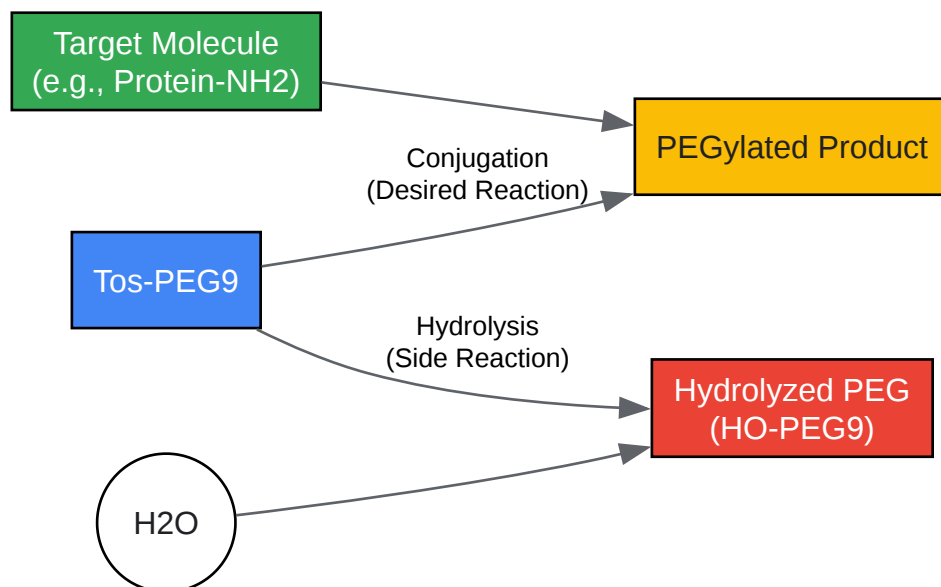 Target Molecule
(e.g., Protein-NH2)
PEGylated Product
Conjugation
(Desired Reaction)
Tos-PEG9
Hydrolysis
(Side Reaction)
Hydrolyzed PEG
(HO-PEG9)
H2O